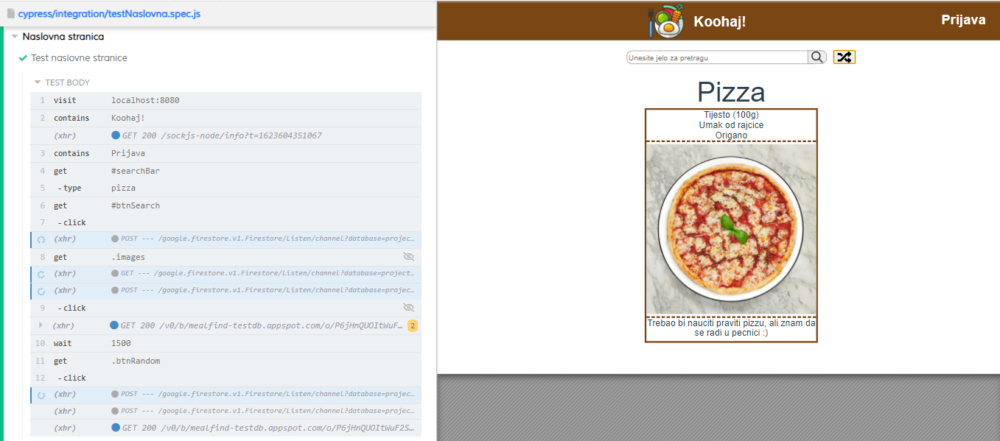 cypress/integration/testNaslovna.spec.js
Naslovna stranica
Test naslovne stranice
TEST BODY
1 visit localhost:8080
2 contains Koohaj!
(xhr) GET 200 /sockjs-node/info?t=1623604351067
3 contains Prijava
4 get #searchBar
5 -type pizza
6 get #btnSearch
7 -click
(xhr) POST --- /google.firestore.v1.Firestore/Listen/channel?database=projec…
8 get .images
(xhr) GET --- /google.firestore.v1.Firestore/Listen/channel?database=project…
(xhr) POST --- /google.firestore.v1.Firestore/Listen/channel?database=projec…
9 -click
(xhr) GET 200 /v0/b/mealfind-testdb.appspot.com/o/P6jHnQUOItWuF… 2
10 wait 1500
11 get .btnRandom
12 -click
(xhr) POST --- /google.firestore.v1.Firestore/Listen/channel?database=projec…
(xhr) POST --- /google.firestore.v1.Firestore/Listen/channel?database=projec…
(xhr) GET 200 /v0/b/mealfind-testdb.appspot.com/o/P6jHnQUOItWuF2S…
Koohaj!
Prijava
Unesite jelo za pretragu
Pizza
Tijesto (100g)
Umak od rajcice
Origano
Trebao bi nauciti praviti pizzu, ali znam da
se radi u pecnici :)